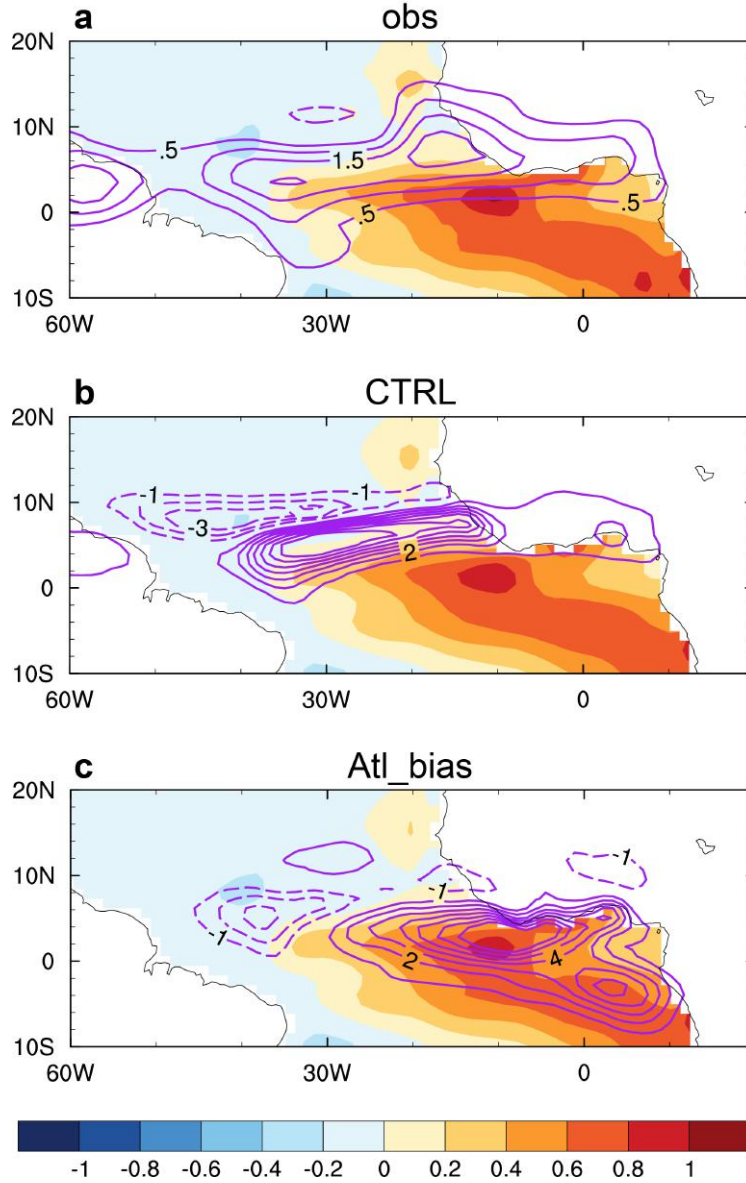 a obs
20N
10N
0
10S
60W 30W 0
.5 1.5 .5 .5
b CTRL
20N
10N
0
10S
60W 30W 0
-1 -1 -3 2
c Atl_bias
20N
10N
0
10S
60W 30W 0
-1 -1 -1 2 4
-1 -0.8 -0.6 -0.4 -0.2 0 0.2 0.4 0.6 0.8 1